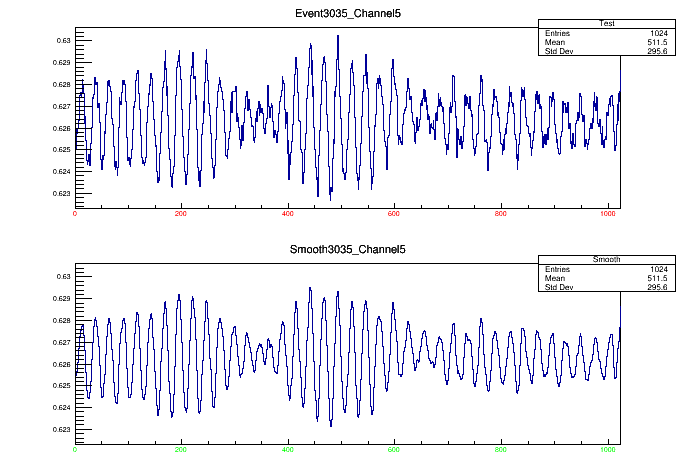 Event3035_Channel5
Test
Entries 1024
Mean 511.5
Std Dev 295.6
0.63
0.629
0.628
0.627
0.626
0.625
0.624
0.623
0 200 400 600 800 1000
Smooth3035_Channel5
Smooth
Entries 1024
Mean 511.5
Std Dev 295.6
0.63
0.629
0.628
0.627
0.626
0.625
0.624
0.623
0 200 400 600 800 1000